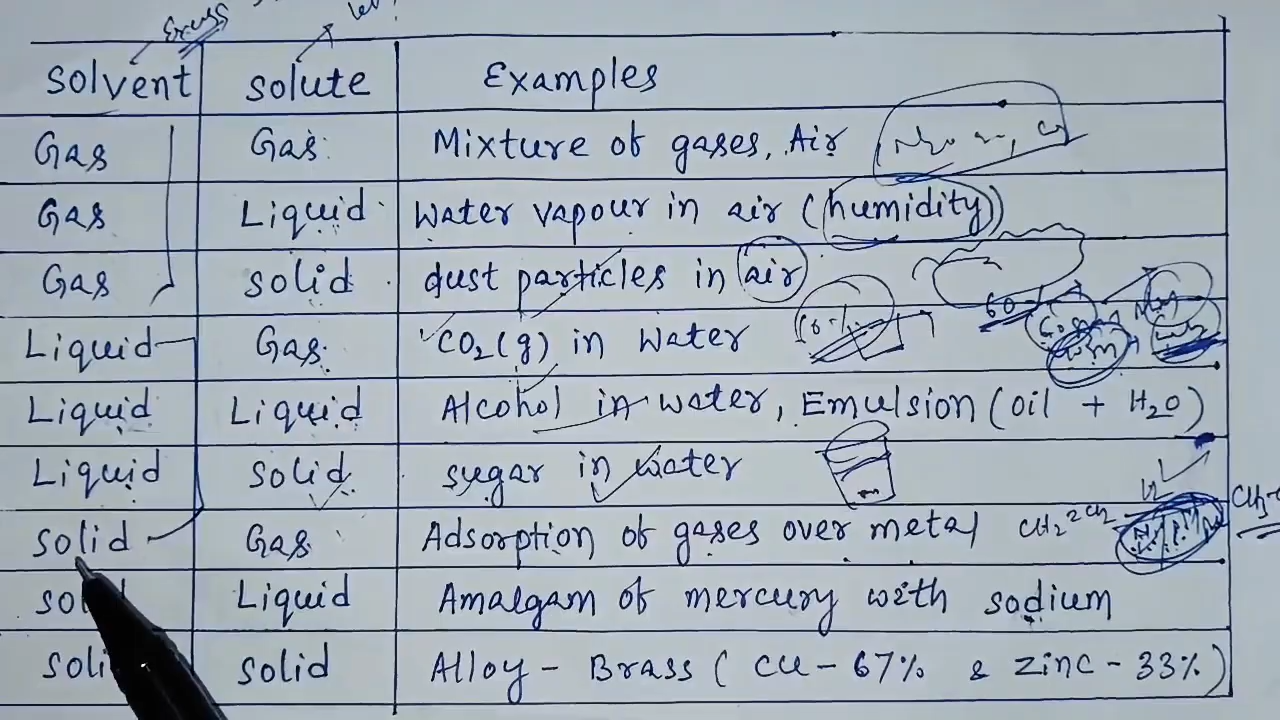 Excess
Solvent Solute Examples
Gas Gas Mixture of gases, Air
Gas Liquid Water vapour in air (humidity)
Gas Solid dust particles in air
Liquid Gas CO2(g) in Water
Liquid Liquid Alcohol in water, Emulsion (oil + H2O)
Liquid Solid sugar in water
Solid Gas Adsorption of gases over metal CH2=CH2
Liquid Amalgam of mercury with sodium
Solid Alloy - Brass (Cu - 67% & Zinc - 33%)